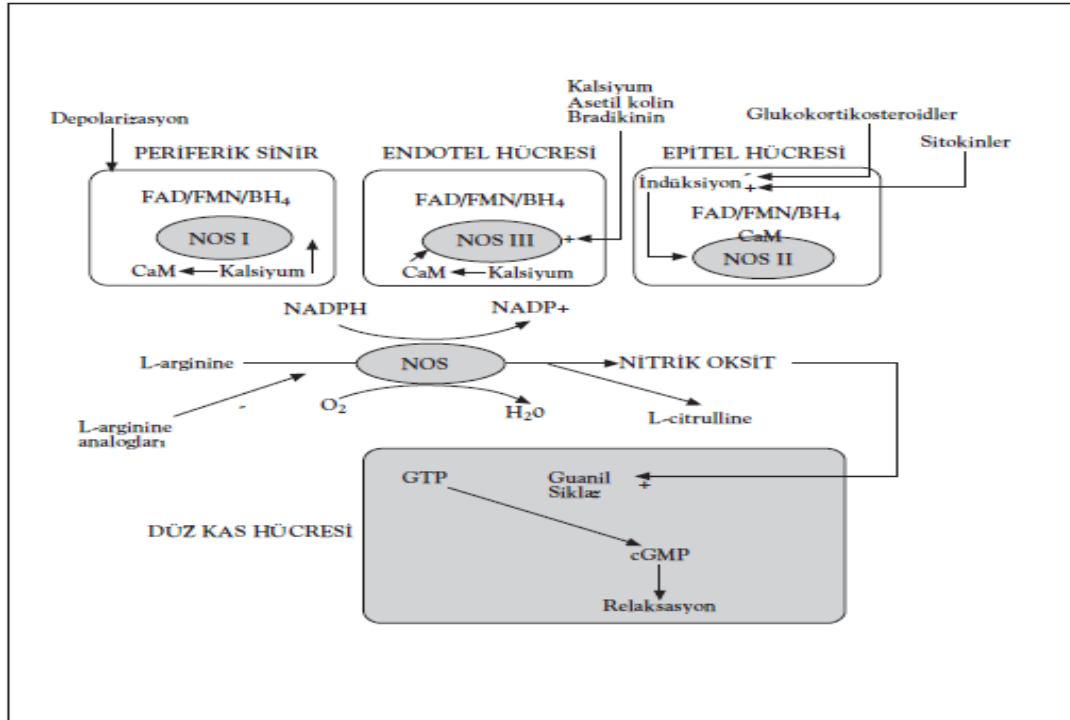 Kalsiyum
Asetil kolin
Bradikinin
Depolarizasyon
Glukokortikosteroidler
Sitokinler
PERİFERİK SİNİR
ENDOTEL HÜCRESİ
EPİTEL HÜCRESİ
FAD/FMN/BH4
NOS I
CaM Kalsiyum
FAD/FMN/BH4
NOS III +
CaM Kalsiyum
İndüksiyon - +
FAD/FMN/BH4
CaM
NOS II
NADPH NADP+
L-arginine NOS NİTRİK OKSİT
O2 H2O
L-citrulline
-
L-arginine
analogları
DÜZ KAS HÜCRESİ
GTP
Guanil
Siklaz +
cGMP
Relaksasyon